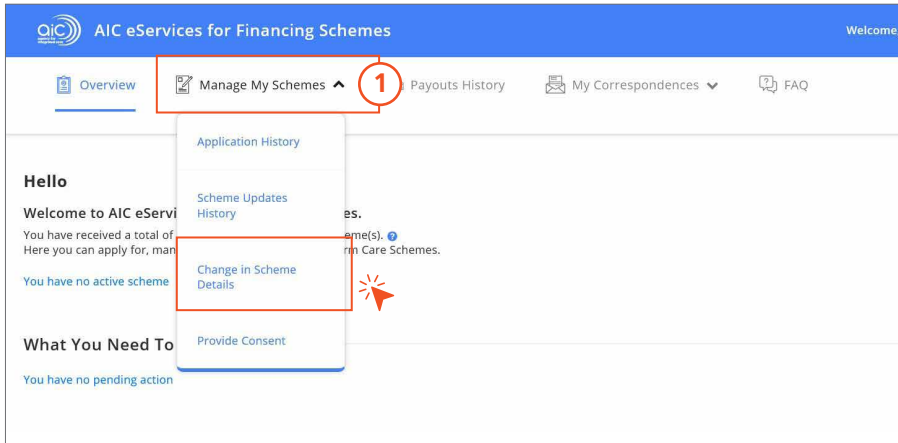 aic
AIC eServices for Financing Schemes
Welcome,
Overview
Manage My Schemes
1
Payouts History
My Correspondences
FAQ
Application History
Scheme Updates
History
Change in Scheme
Details
Provide Consent
Hello
Welcome to AIC eServi es.
You have received a total of eme(s).
Here you can apply for, man rm Care Schemes.
You have no active scheme
What You Need To
You have no pending action